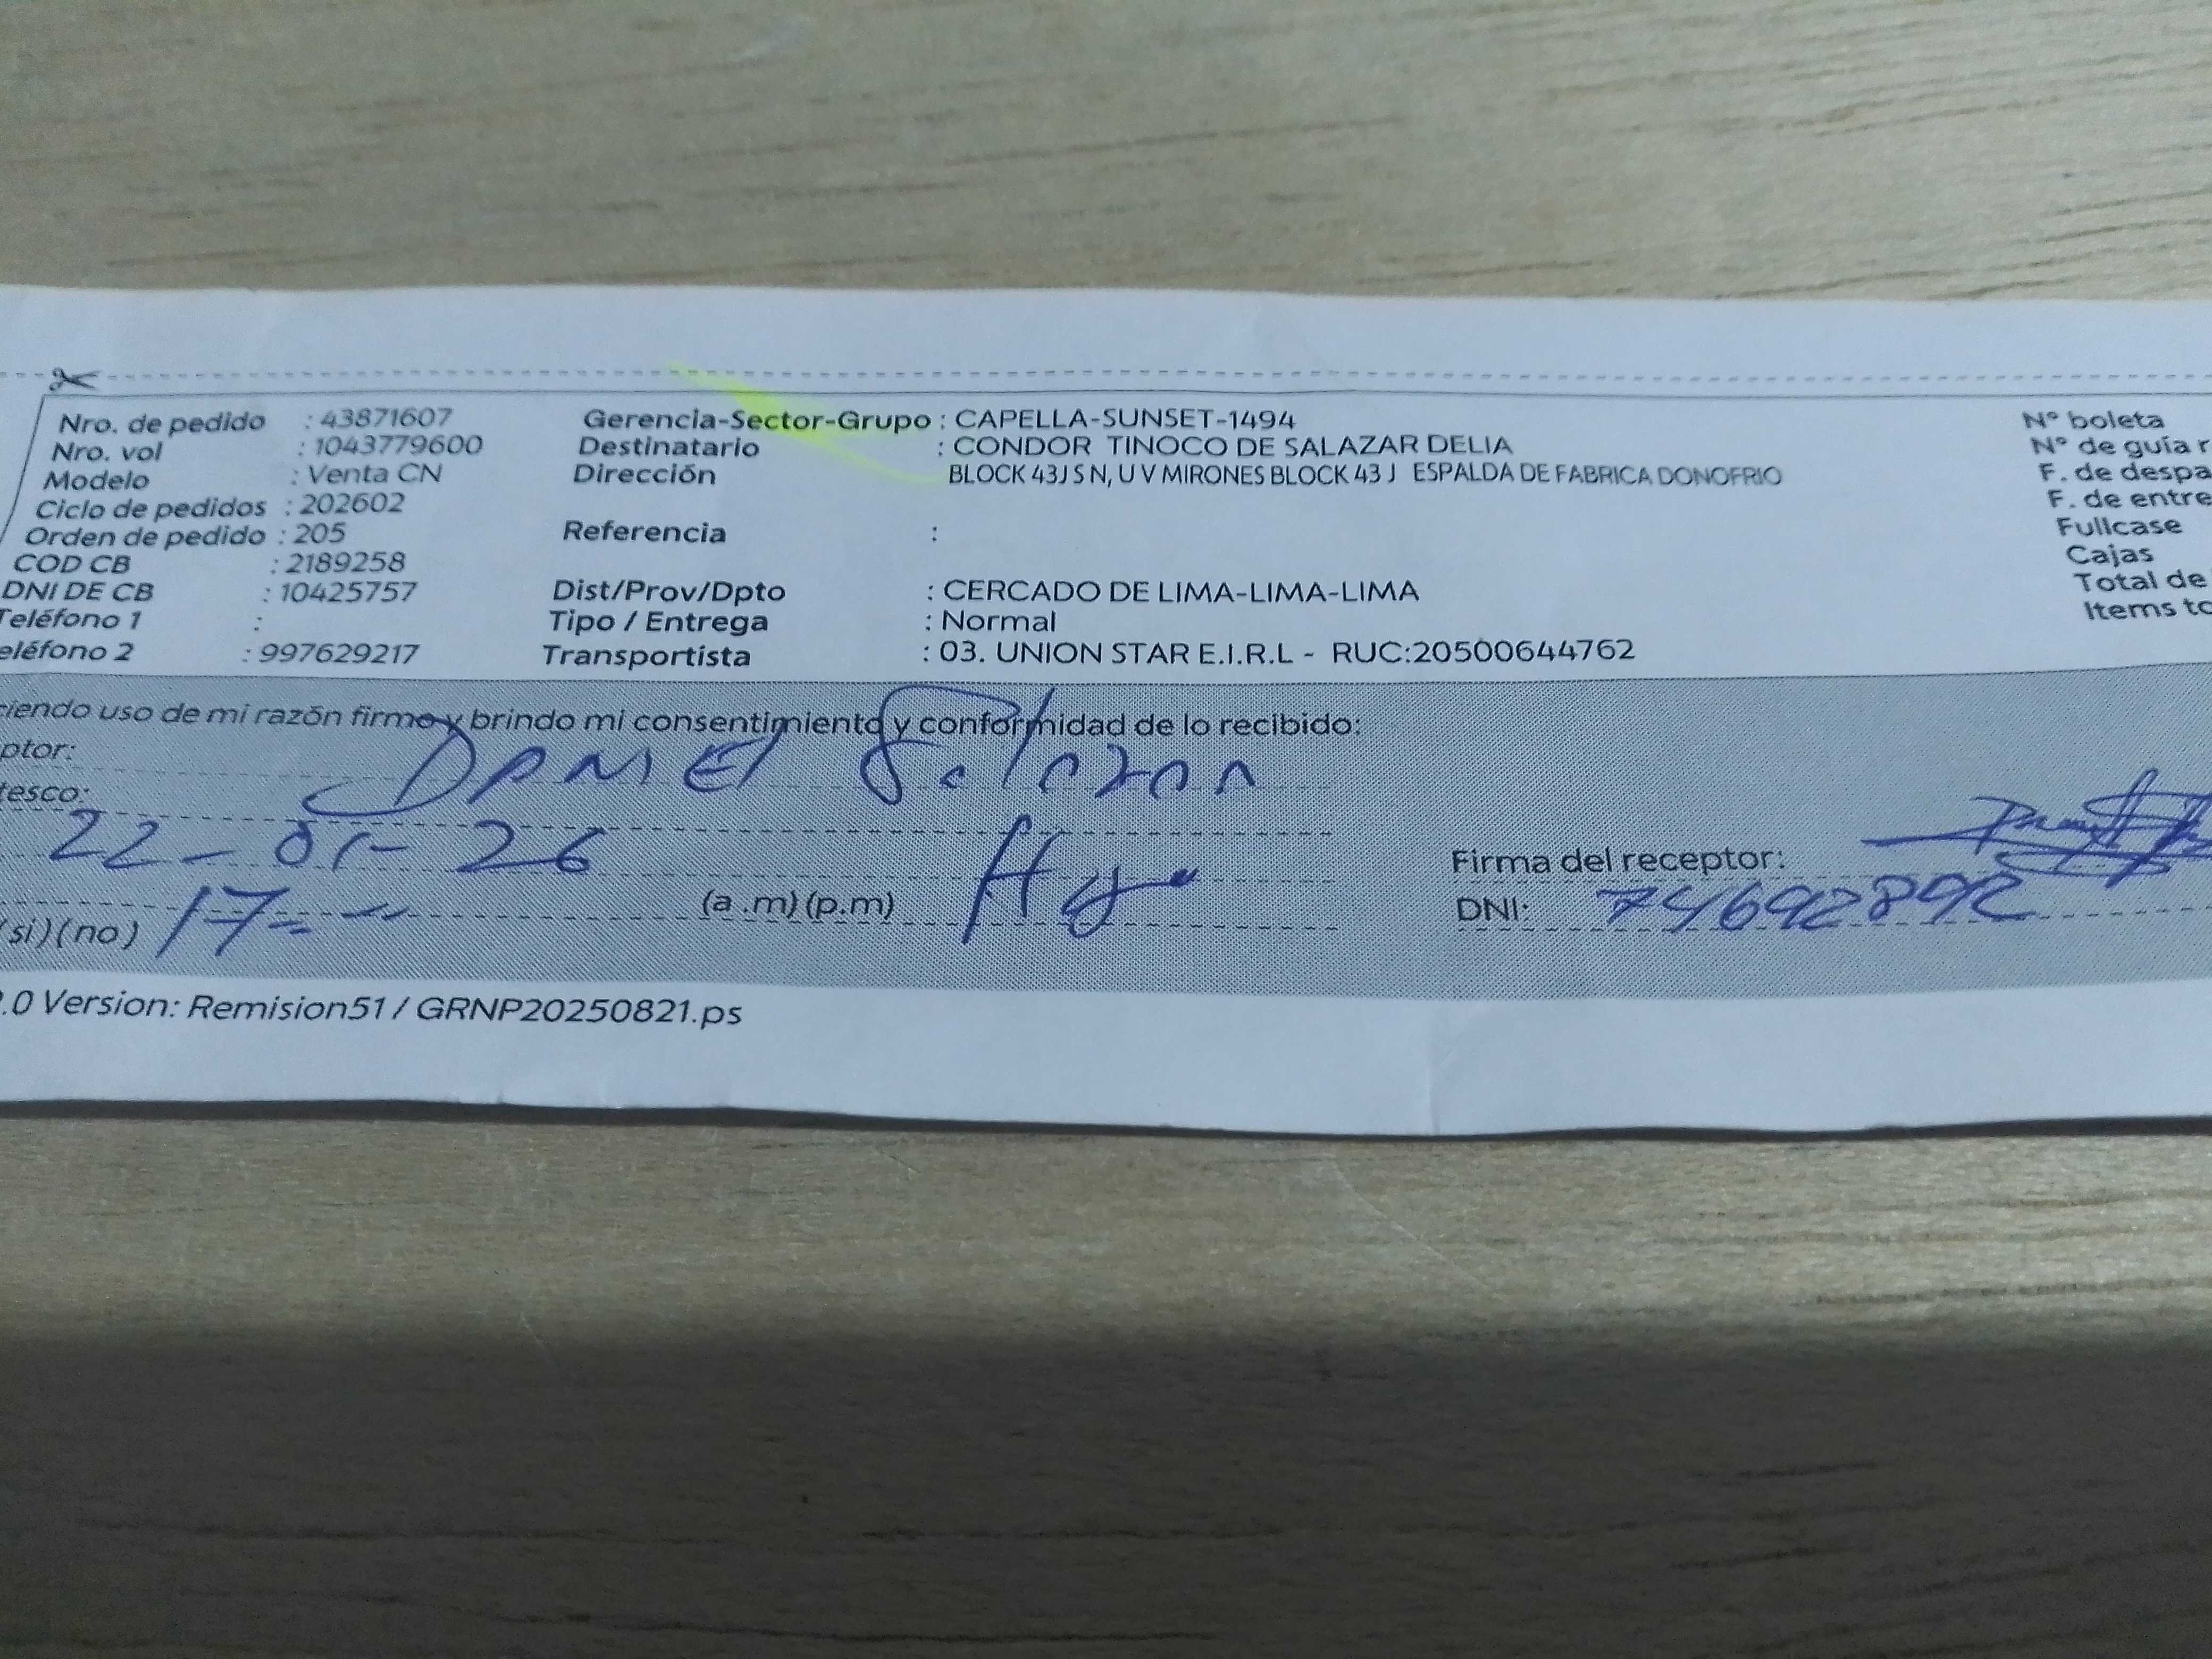 Nro. de pedido : 43871607 Gerencia-Sector-Grupo : CAPELLA-SUNSET-1494 N° boleta
Nro. vol : 1043779600 Destinatario : CONDOR TINOCO DE SALAZAR DELIA N° de guía r
Modelo : Venta CN Dirección BLOCK 43J S N, U V MIRONES BLOCK 43 J ESPALDA DE FABRICA DONOFRIO F. de despa
Ciclo de pedidos : 202602 F. de entre
Orden de pedido : 205 Referencia : Fullcase
COD CB : 2189258 Cajas
DNI DE CB : 10425757 Dist/Prov/Dpto : CERCADO DE LIMA-LIMA-LIMA Total de
Teléfono 1 : Tipo / Entrega : Normal Items to
eléfono 2 : 997629217 Transportista : 03. UNION STAR E.I.R.L - RUC:20500644762
ciendo uso de mi razón firmo y brindo mi consentimiento y conformidad de lo recibido:
ptor: Daniel Salazar
tesco:
22-01-26 Firma del receptor:
(si)(no) 17 (a .m)(p.m) DNI: 74692892
2.0 Version: Remision51 / GRNP20250821.ps